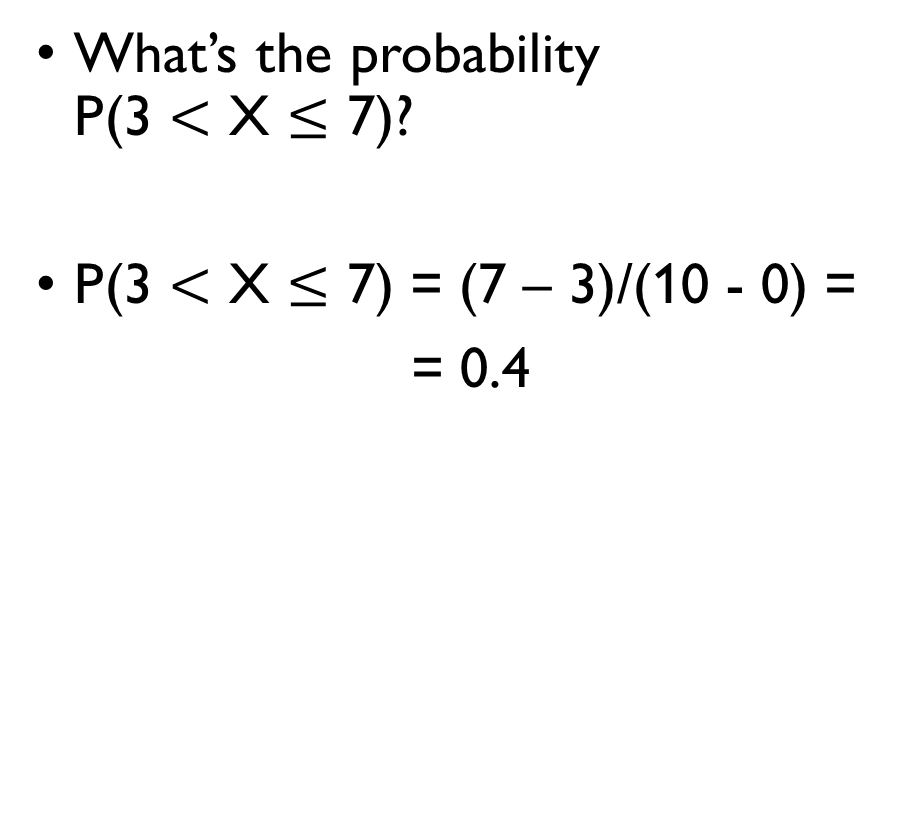 • What's the probability
P(3 < X ≤ 7)?
• P(3 < X ≤ 7) = (7 – 3)/(10 - 0) =
= 0.4